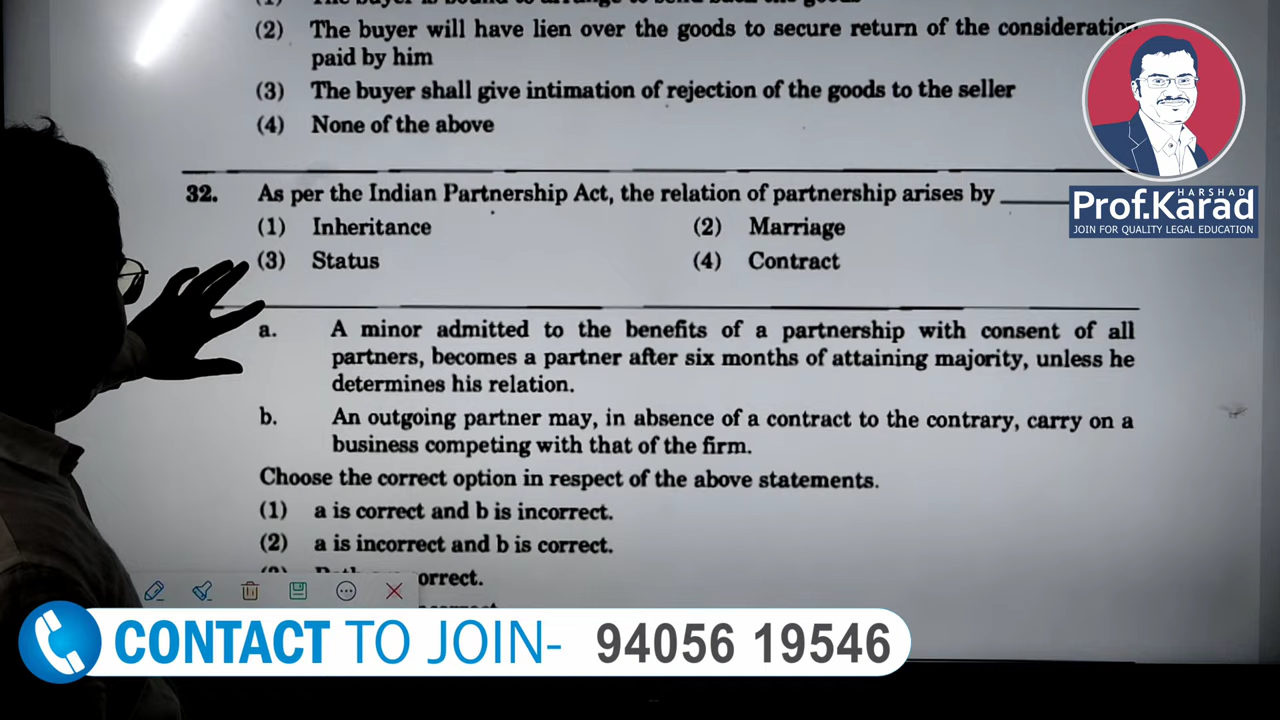 (2) The buyer will have lien over the goods to secure return of the consideration
paid by him
(3) The buyer shall give intimation of rejection of the goods to the seller
(4) None of the above
32. As per the Indian Partnership Act, the relation of partnership arises by
(1) Inheritance (2) Marriage
(3) Status (4) Contract
a. A minor admitted to the benefits of a partnership with consent of all
partners, becomes a partner after six months of attaining majority, unless he
determines his relation.
b. An outgoing partner may, in absence of a contract to the contrary, carry on a
business competing with that of the firm.
Choose the correct option in respect of the above statements.
(1) a is correct and b is incorrect.
(2) a is incorrect and b is correct.
orrect.
HARSHAD
Prof.Karad
JOIN FOR QUALITY LEGAL EDUCATION
CONTACT TO JOIN- 94056 19546